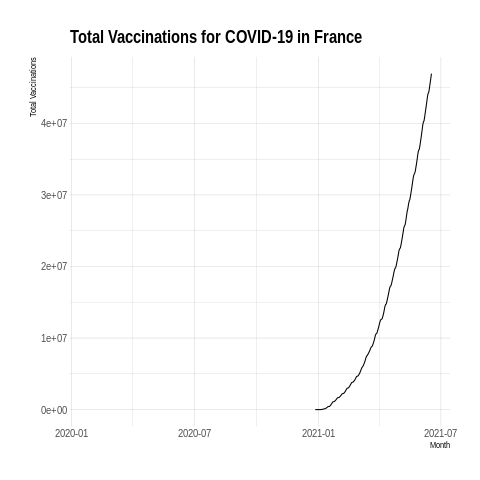 Total Vaccinations for COVID-19 in France
Total Vaccinations
4e+07
3e+07
2e+07
1e+07
0e+00
2020-01 2020-07 2021-01 2021-07
Month